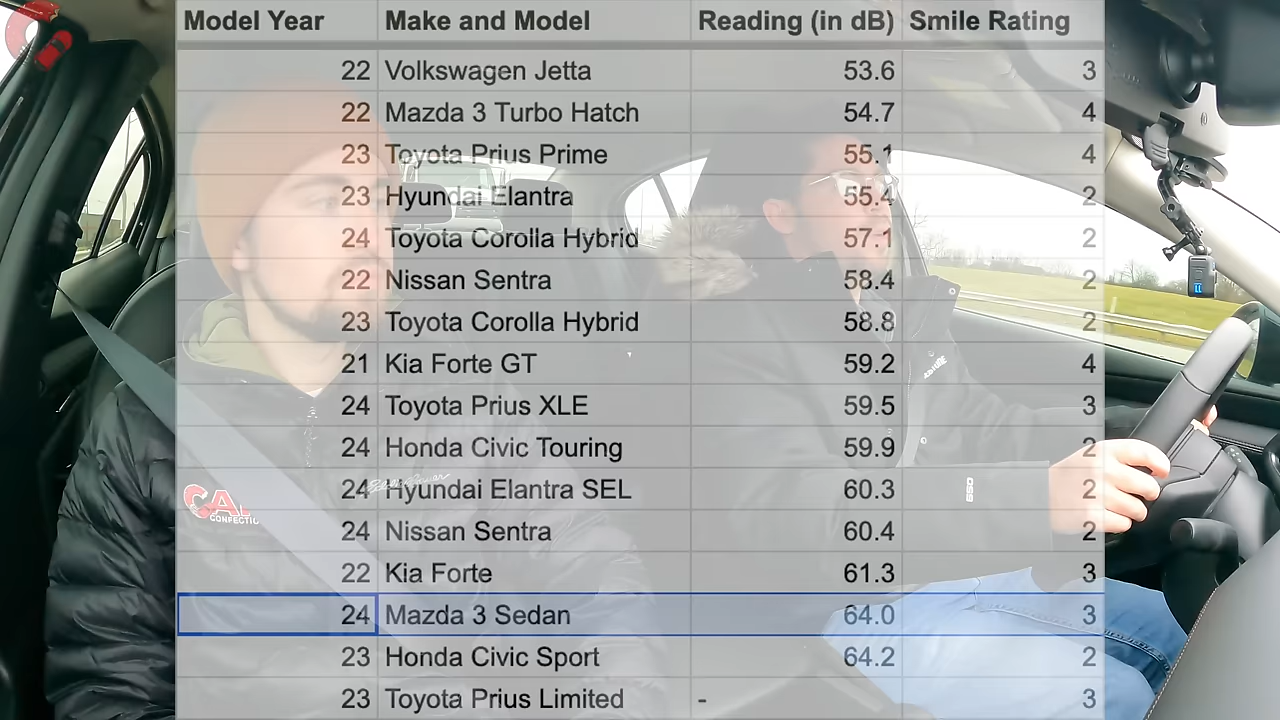 Model Year Make and Model Reading (in dB) Smile Rating
22 Volkswagen Jetta 53.6 3
22 Mazda 3 Turbo Hatch 54.7 4
23 Toyota Prius Prime 55.1 4
23 Hyundai Elantra 55.4 2
24 Toyota Corolla Hybrid 57.1 2
22 Nissan Sentra 58.4 2
23 Toyota Corolla Hybrid 58.8 2
21 Kia Forte GT 59.2 4
24 Toyota Prius XLE 59.5 3
24 Honda Civic Touring 59.9 2
24 Hyundai Elantra SEL 60.3 2
24 Nissan Sentra 60.4 2
22 Kia Forte 61.3 3
24 Mazda 3 Sedan 64.0 3
23 Honda Civic Sport 64.2 2
23 Toyota Prius Limited - 3
Eddie Bauer
CA
CONFECTIO